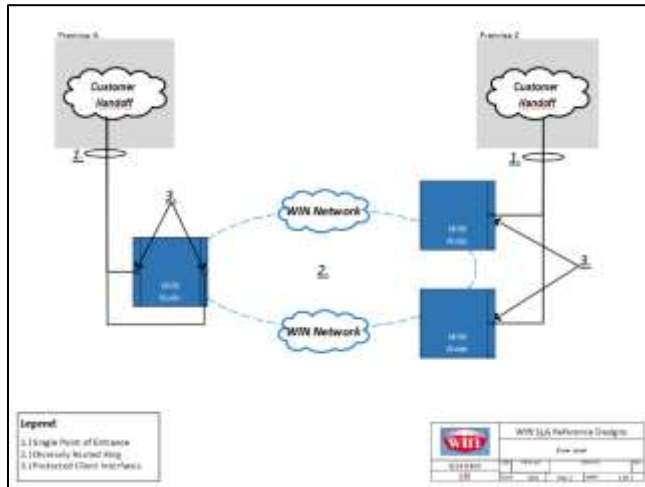 Premise A
Premise Z
Customer
Handoff
Customer
Handoff
1.
1.
3.
WIN Network
WIN
Node
WIN
Node
2.
3.
WIN Network
WIN
Node
Legend:
1.) Single Point of Entrance
2.) Diversely Routed Ring
3.) Protected Client Interfaces
win
WIN SLA Reference Designs